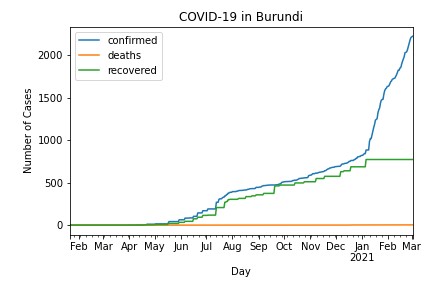 COVID-19 in Burundi
confirmed
deaths
recovered
Number of Cases
2000
1500
1000
500
0
Feb Mar Apr May Jun Jul Aug Sep Oct Nov Dec Jan Feb Mar
2021
Day